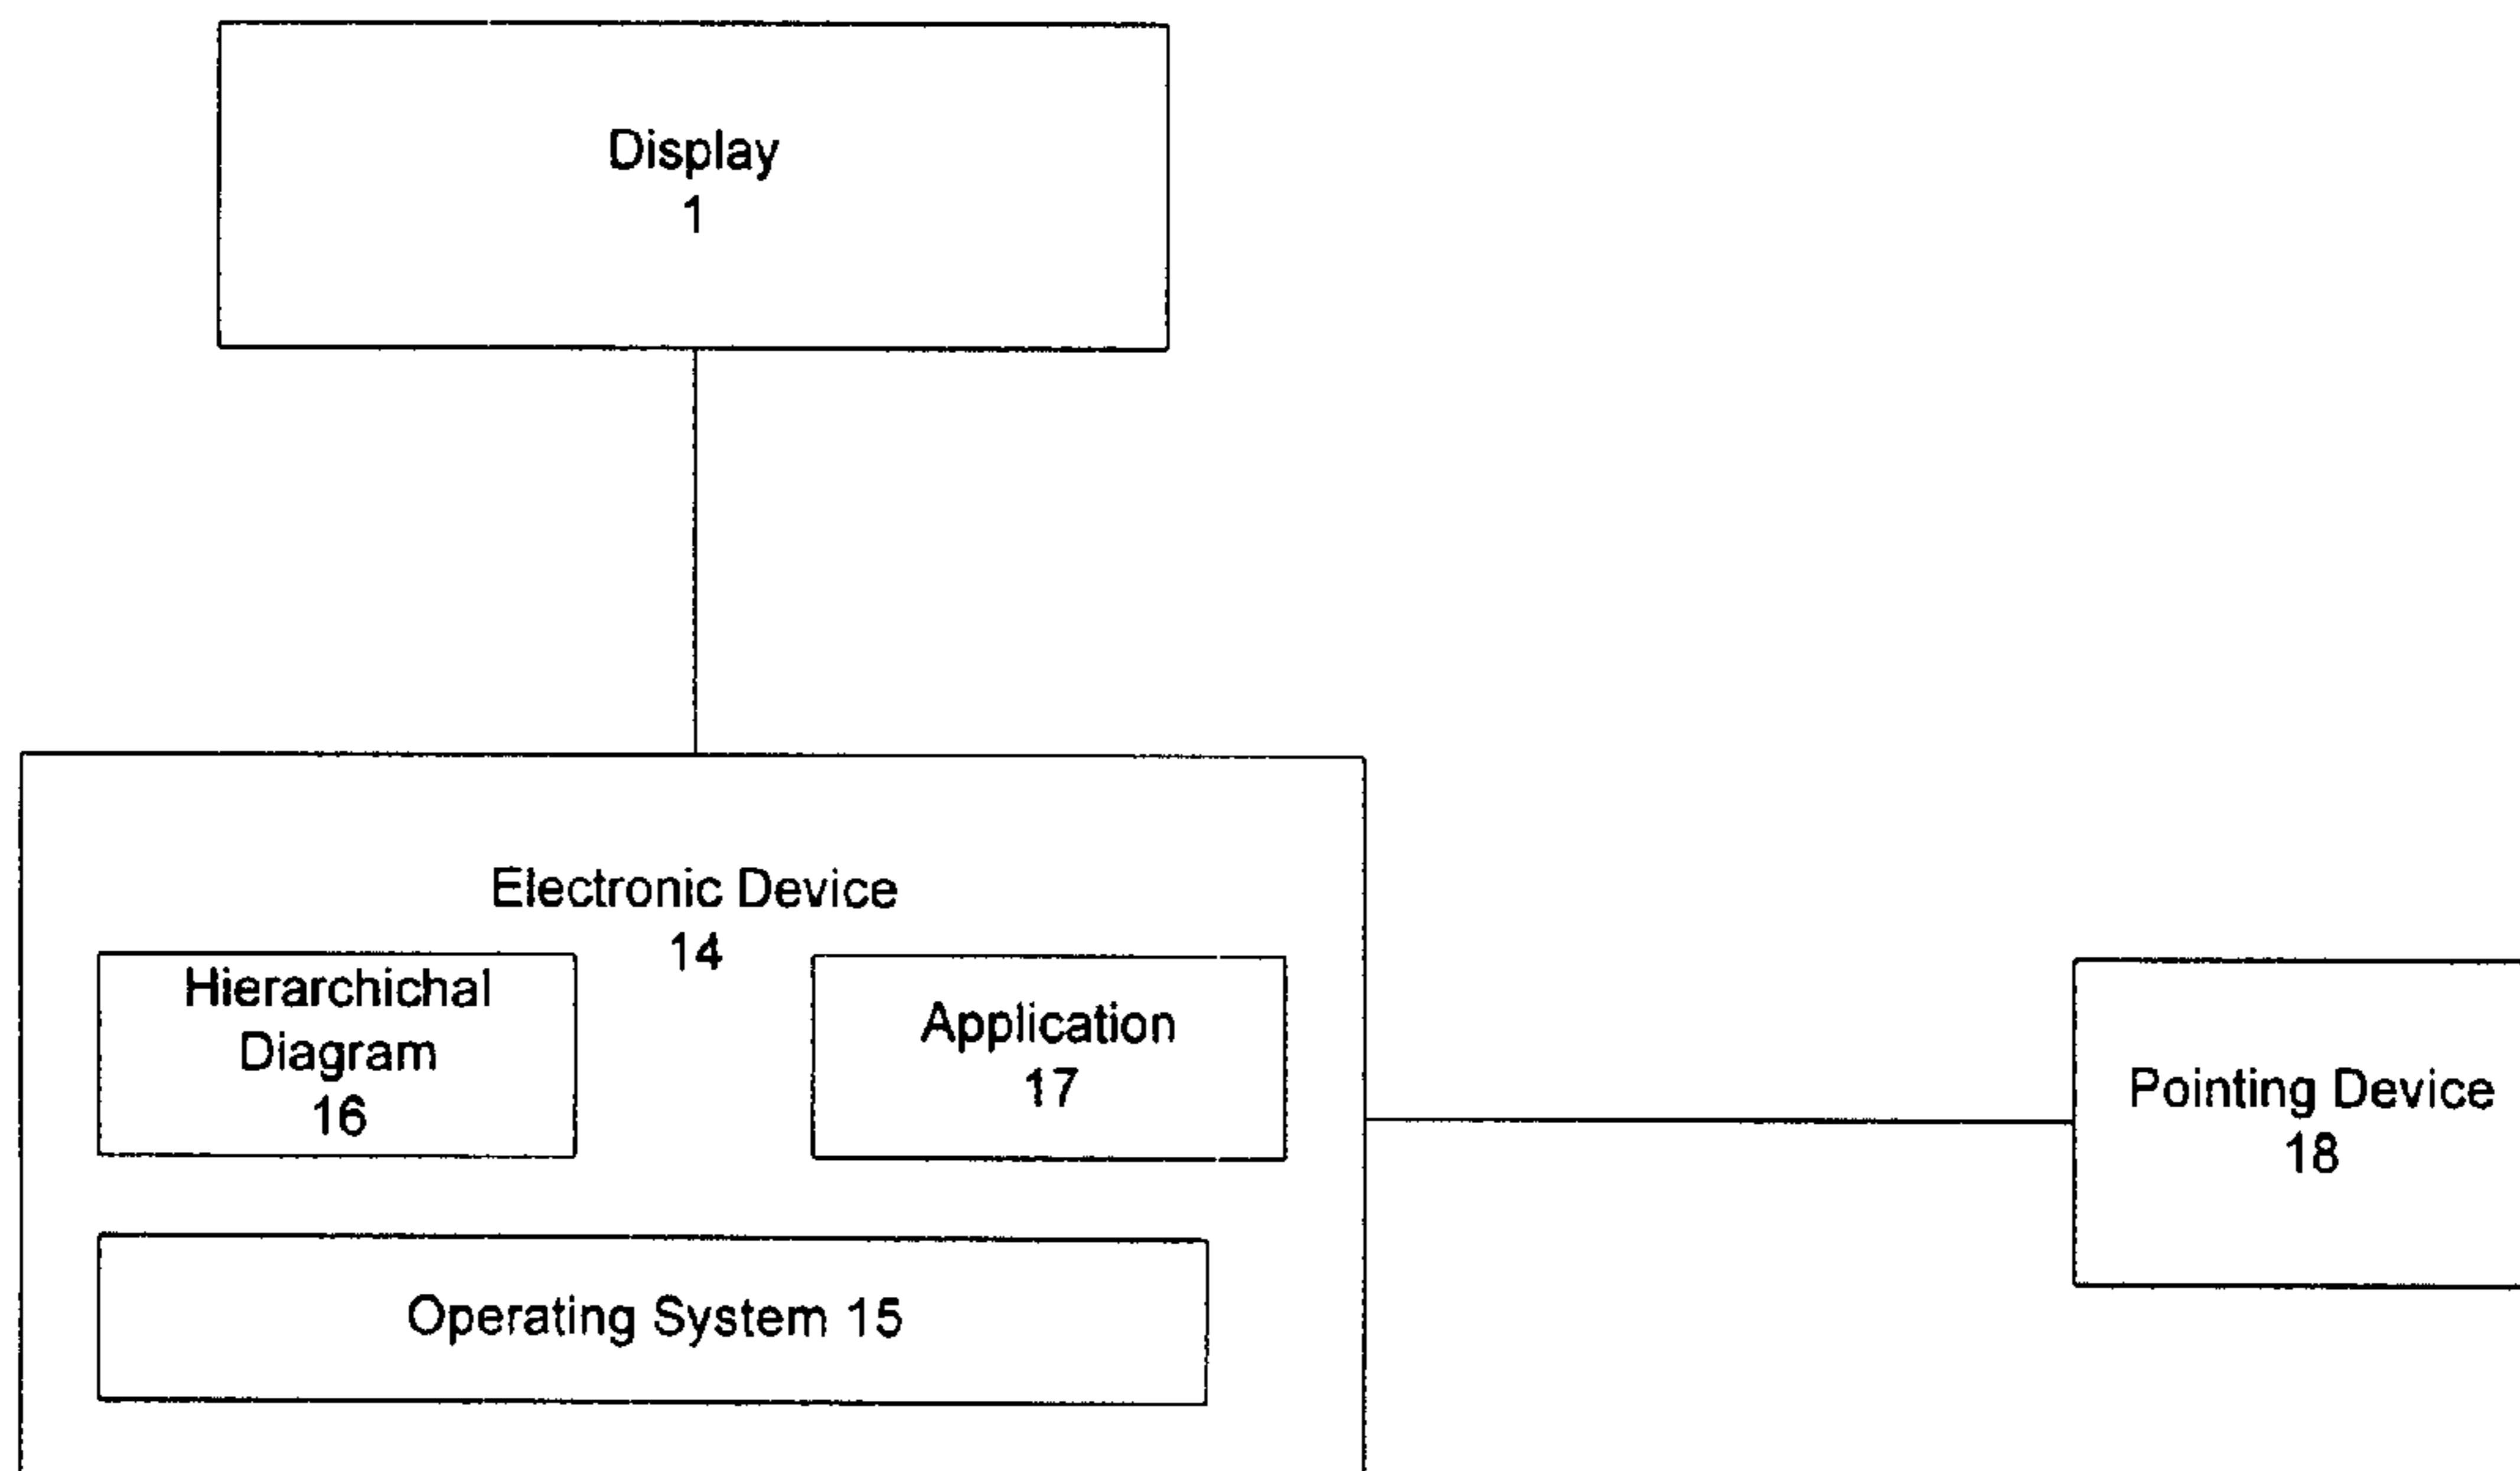 Display
1
Electronic Device
14
Hierarchichal
Diagram
16
Application
17
Pointing Device
18
Operating System 15